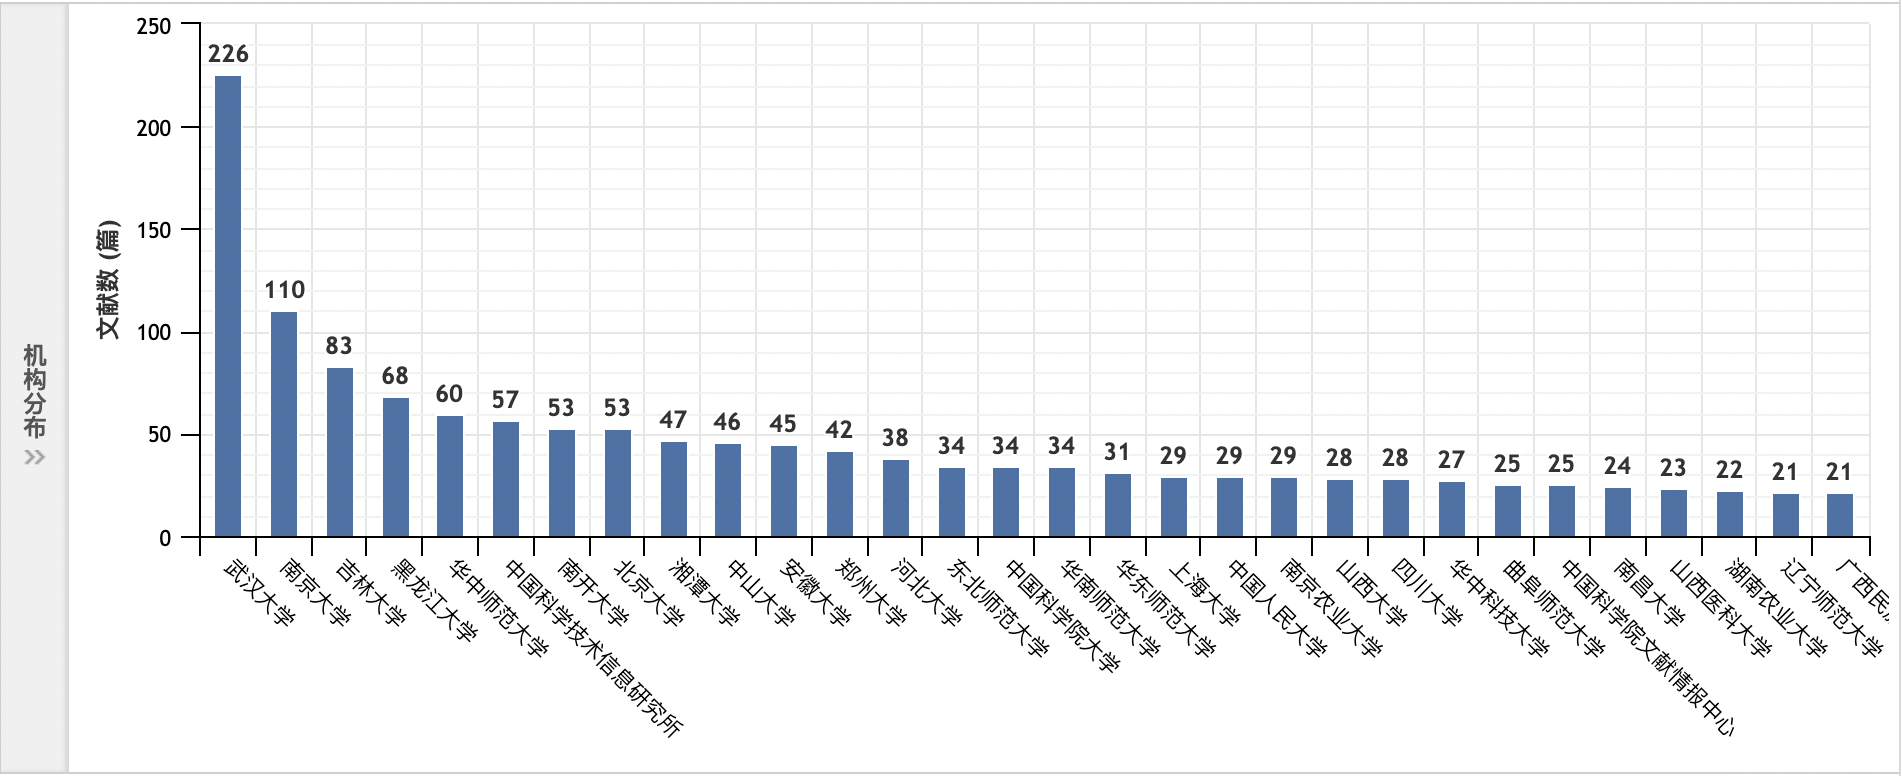 机构分布
文献数 (篇)
250
200
150
100
50
0
226
110
83
68
60
57
53
53
47
46
45
42
38
34
34
34
31
29
29
29
28
28
27
25
25
24
23
22
21
21
武汉大学
南京大学
吉林大学
黑龙江大学
华中师范大学
中国科学技术信息研究所
南开大学
北京大学
湘潭大学
中山大学
安徽大学
郑州大学
河北大学
东北师范大学
中国科学院大学
华南师范大学
华东师范大学
上海大学
中国人民大学
南京农业大学
山西大学
四川大学
华中科技大学
曲阜师范大学
中国科学院文献情报中心
南昌大学
山西医科大学
湖南农业大学
辽宁师范大学
广西民